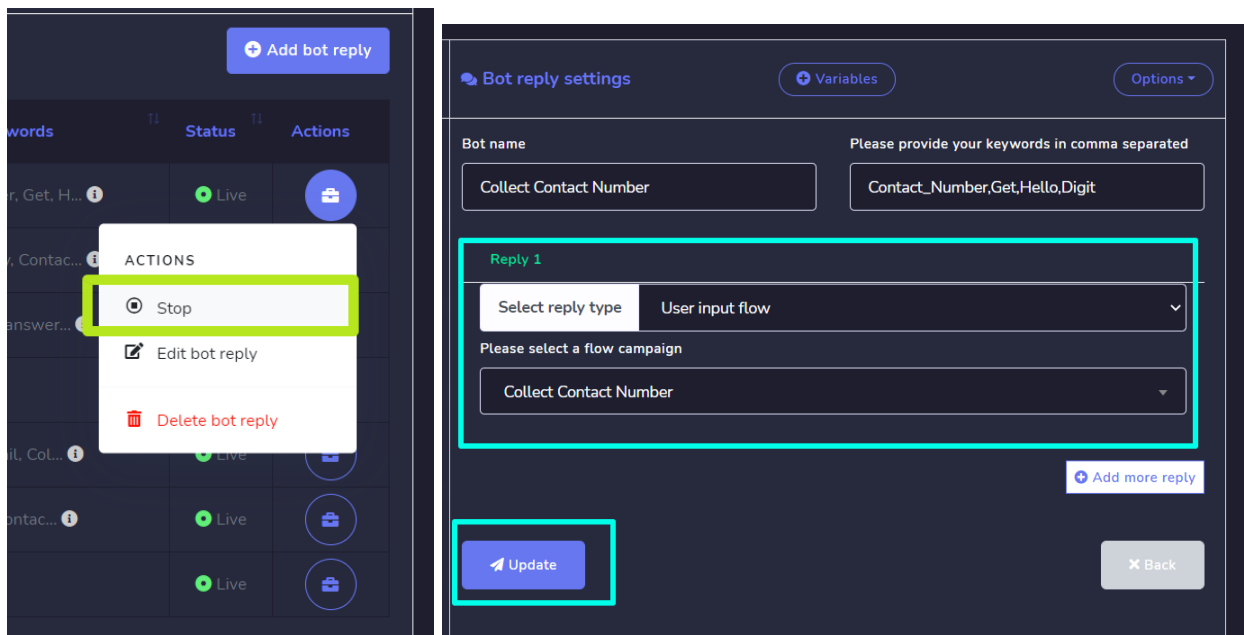 Add bot reply
words Status Actions
r, Get, H... Live
y, Contac...
ACTIONS
Stop
answer...
Edit bot reply
Delete bot reply
ail, Col... Live
ontac... Live
Live
Bot reply settings Variables Options
Bot name Please provide your keywords in comma separated
Collect Contact Number Contact_Number,Get,Hello,Digit
Reply 1
Select reply type User input flow
Please select a flow campaign
Collect Contact Number
Add more reply
Update Back